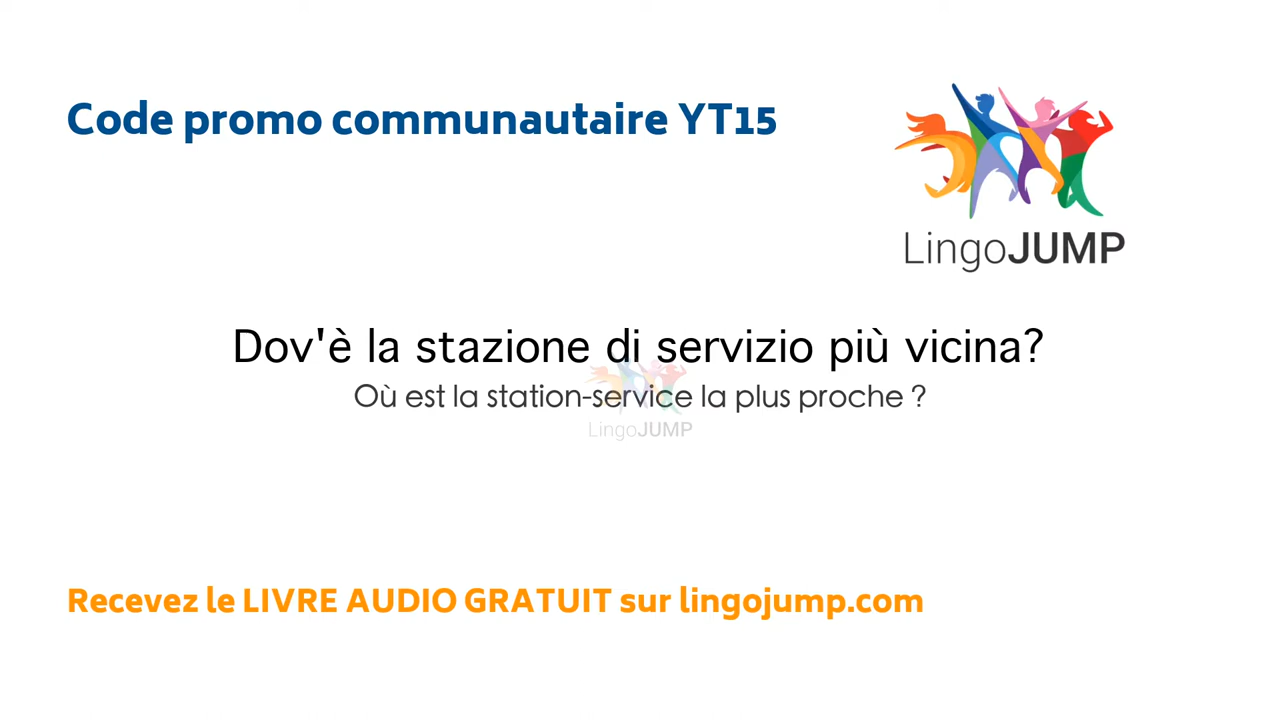 Code promo communautaire YT15
LingoJUMP
Dov'è la stazione di servizio più vicina?
Où est la station-service la plus proche ?
LingoJUMP
Recevez le LIVRE AUDIO GRATUIT sur lingojump.com